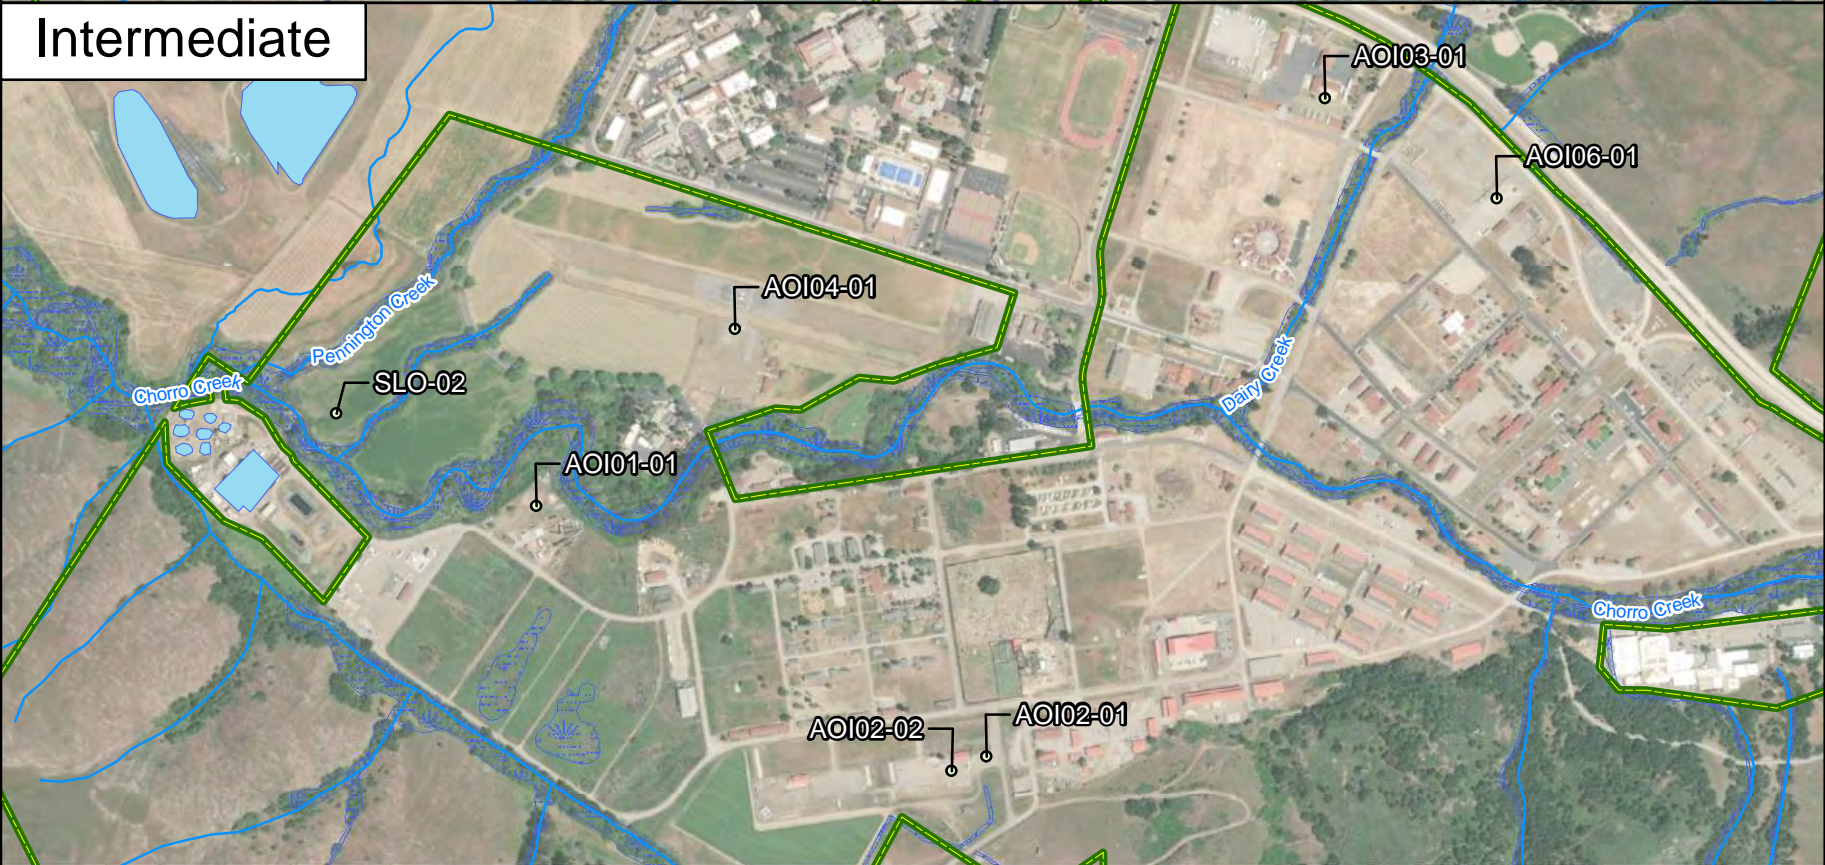 Intermediate
AOI03-01
AOI06-01
AOI04-01
Pennington Creek
Chorro Creek
SLO-02
Dairy Creek
AOI01-01
Chorro Creek
AOI02-01
AOI02-02